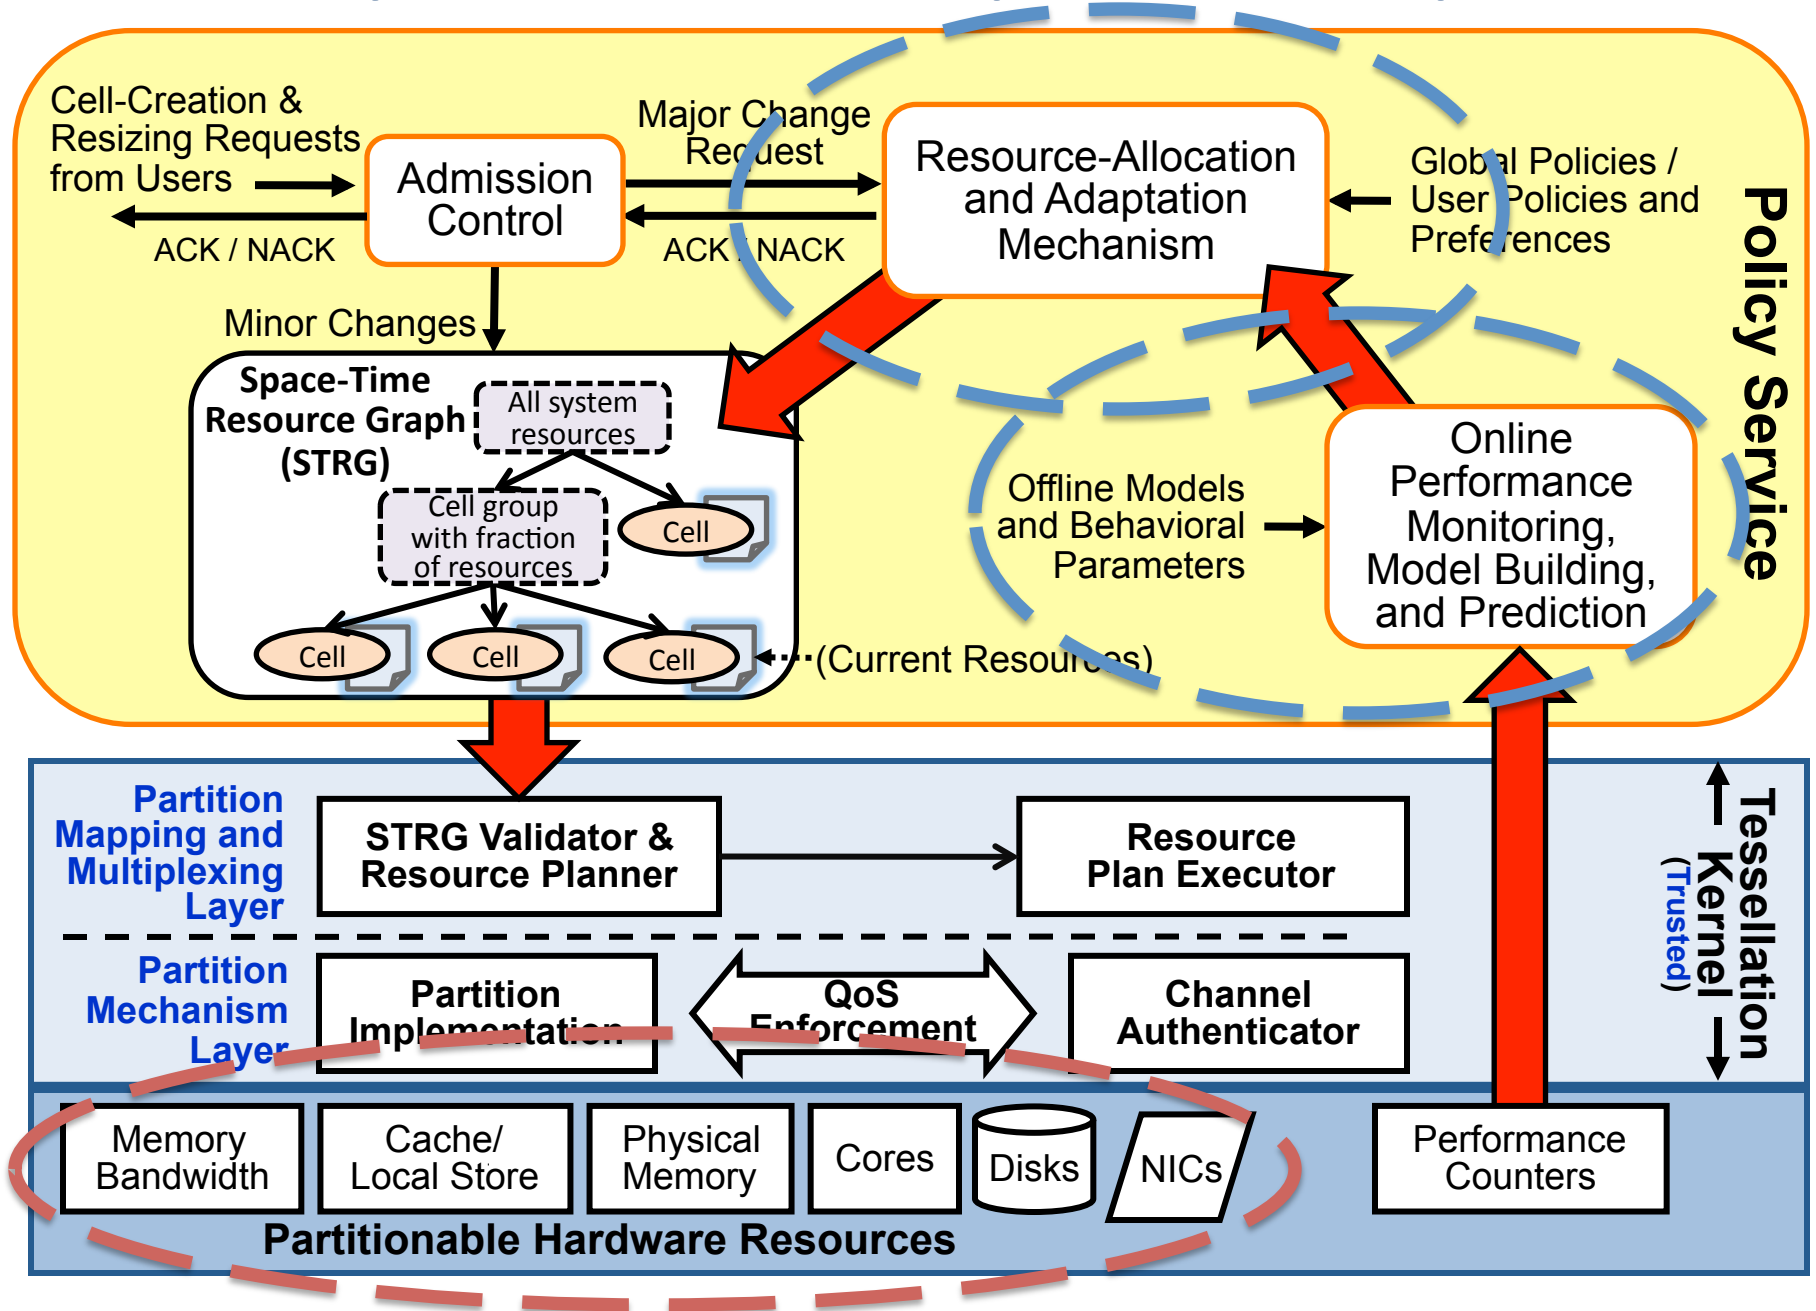 Cell-Creation &
Resizing Requests
from Users
ACK / NACK
Admission
Control
Major Change
Request
ACK / NACK
Resource-Allocation
and Adaptation
Mechanism
Global Policies /
User Policies and
Preferences
Policy Service
Minor Changes
Space-Time
Resource Graph
(STRG)
All system
resources
Cell group
with fraction
of resources
Cell
Cell
Cell
Cell
(Current Resources)
Offline Models
and Behavioral
Parameters
Online
Performance
Monitoring,
Model Building,
and Prediction
Partition
Mapping and
Multiplexing
Layer
STRG Validator &
Resource Planner
Resource
Plan Executor
Tessellation
Kernel
(Trusted)
Partition
Mechanism
Layer
Partition
Implementation
QoS
Enforcement
Channel
Authenticator
Memory
Bandwidth
Cache/
Local Store
Physical
Memory
Cores
Disks
NICs
Performance
Counters
Partitionable Hardware Resources